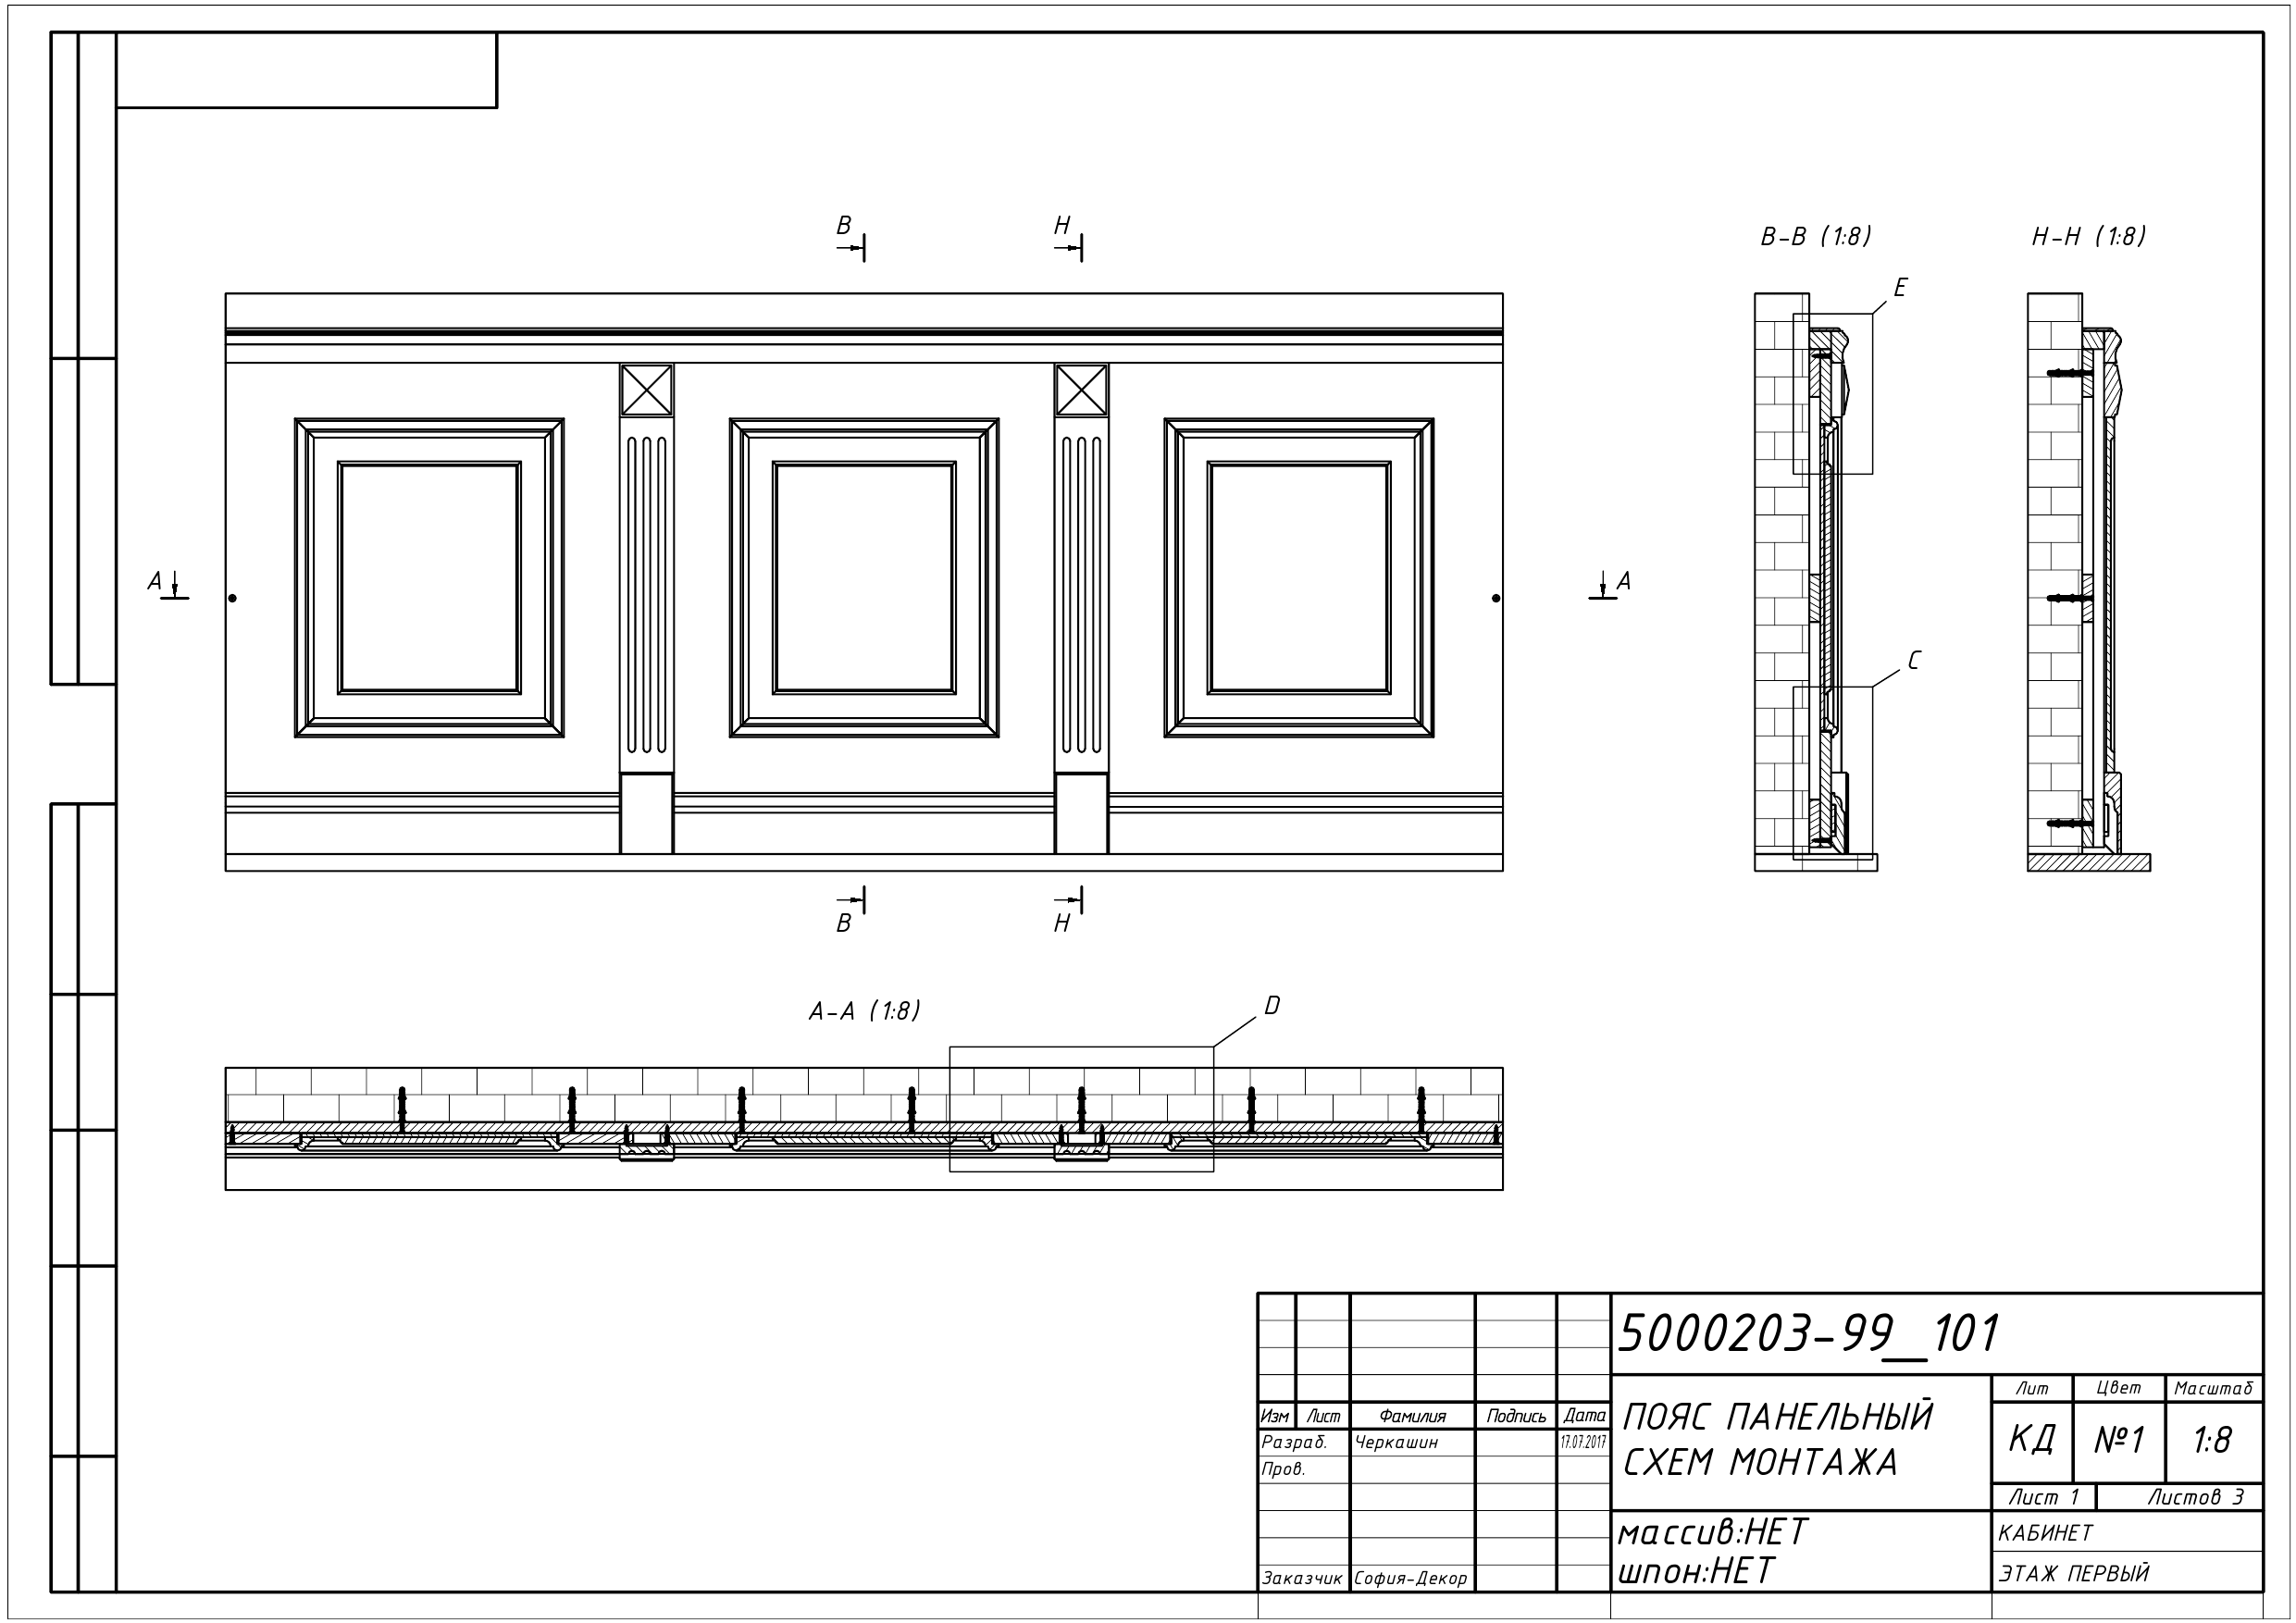 B
H
B-B (1:8)
H-H (1:8)
E
A
A
C
B
H
A-A (1:8)
D
5000203-99_101
Лит
Цвет
Масштаб
Изм
Лист
Фамилия
Подпись
Дата
ПОЯС ПАНЕЛЬНЫЙ
СХЕМ МОНТАЖА
КД
№1
1:8
Разраб.
Черкашин
17.07.2017
Пров.
Лист 1
Листов 3
массив:НЕТ
КАБИНЕТ
шпон:НЕТ
ЭТАЖ ПЕРВЫЙ
Заказчик
София-Декор